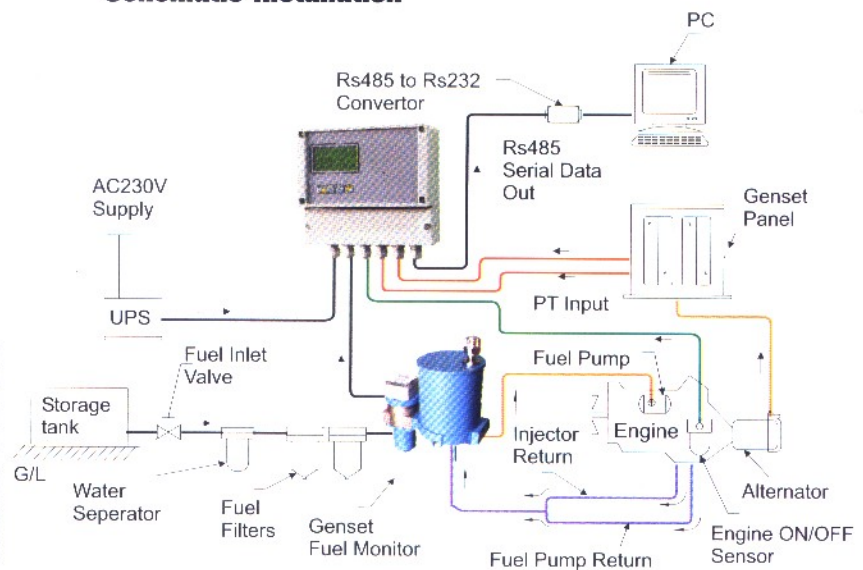 Schematic Installation
PC
Rs485 to Rs232
Convertor
Rs485
Serial Data
Out
AC230V
Supply
Genset
Panel
UPS
PT Input
Fuel Inlet
Valve
Fuel Pump
Storage
tank
Engine
Injector
Return
G/L
Water
Seperator
Fuel
Filters
Genset
Fuel Monitor
Alternator
Fuel Pump Return
Engine ON/OFF
Sensor